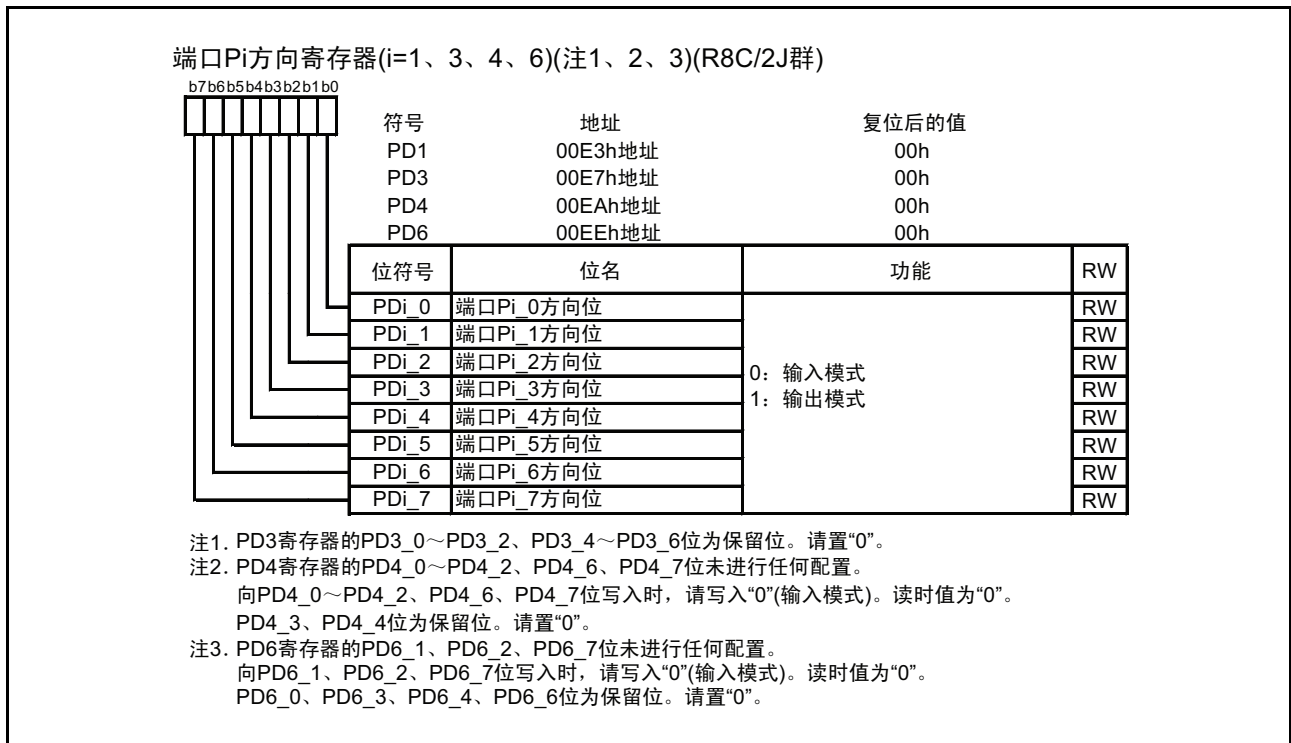 端口Pi方向寄存器(i=1、3、4、6)(注1、2、3)(R8C/2J群)
b7b6b5b4b3b2b1b0
符号 地址 复位后的值
PD1 00E3h地址 00h
PD3 00E7h地址 00h
PD4 00EAh地址 00h
PD6 00EEh地址 00h
位符号 位名 功能 RW
PDi_0 端口Pi_0方向位 RW
PDi_1 端口Pi_1方向位 RW
PDi_2 端口Pi_2方向位 RW
0：输入模式
PDi_3 端口Pi_3方向位 RW
1：输出模式
PDi_4 端口Pi_4方向位 RW
PDi_5 端口Pi_5方向位 RW
PDi_6 端口Pi_6方向位 RW
PDi_7 端口Pi_7方向位 RW
注1. PD3寄存器的PD3_0～PD3_2、PD3_4～PD3_6位为保留位。请置“0”。
注2. PD4寄存器的PD4_0～PD4_2、PD4_6、PD4_7位未进行任何配置。
向PD4_0～PD4_2、PD4_6、PD4_7位写入时，请写入“0”(输入模式)。读时值为“0”。
PD4_3、PD4_4位为保留位。请置“0”。
注3. PD6寄存器的PD6_1、PD6_2、PD6_7位未进行任何配置。
向PD6_1、PD6_2、PD6_7位写入时，请写入“0”(输入模式)。读时值为“0”。
PD6_0、PD6_3、PD6_4、PD6_6位为保留位。请置“0”。